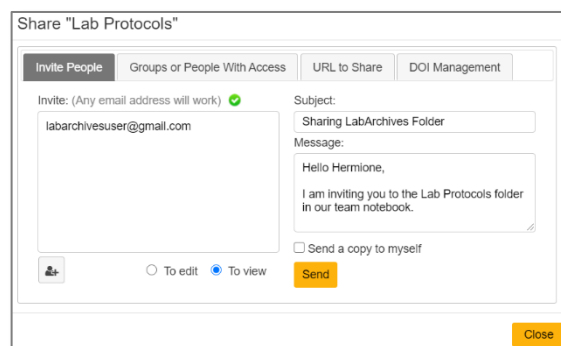 Share "Lab Protocols"
Invite People
Groups or People With Access
URL to Share
DOI Management
Invite: (Any email address will work)
labarchivesuser@gmail.com
To edit
To view
Subject:
Sharing LabArchives Folder
Message:
Hello Hermione,
I am inviting you to the Lab Protocols folder
in our team notebook.
Send a copy to myself
Send
Close